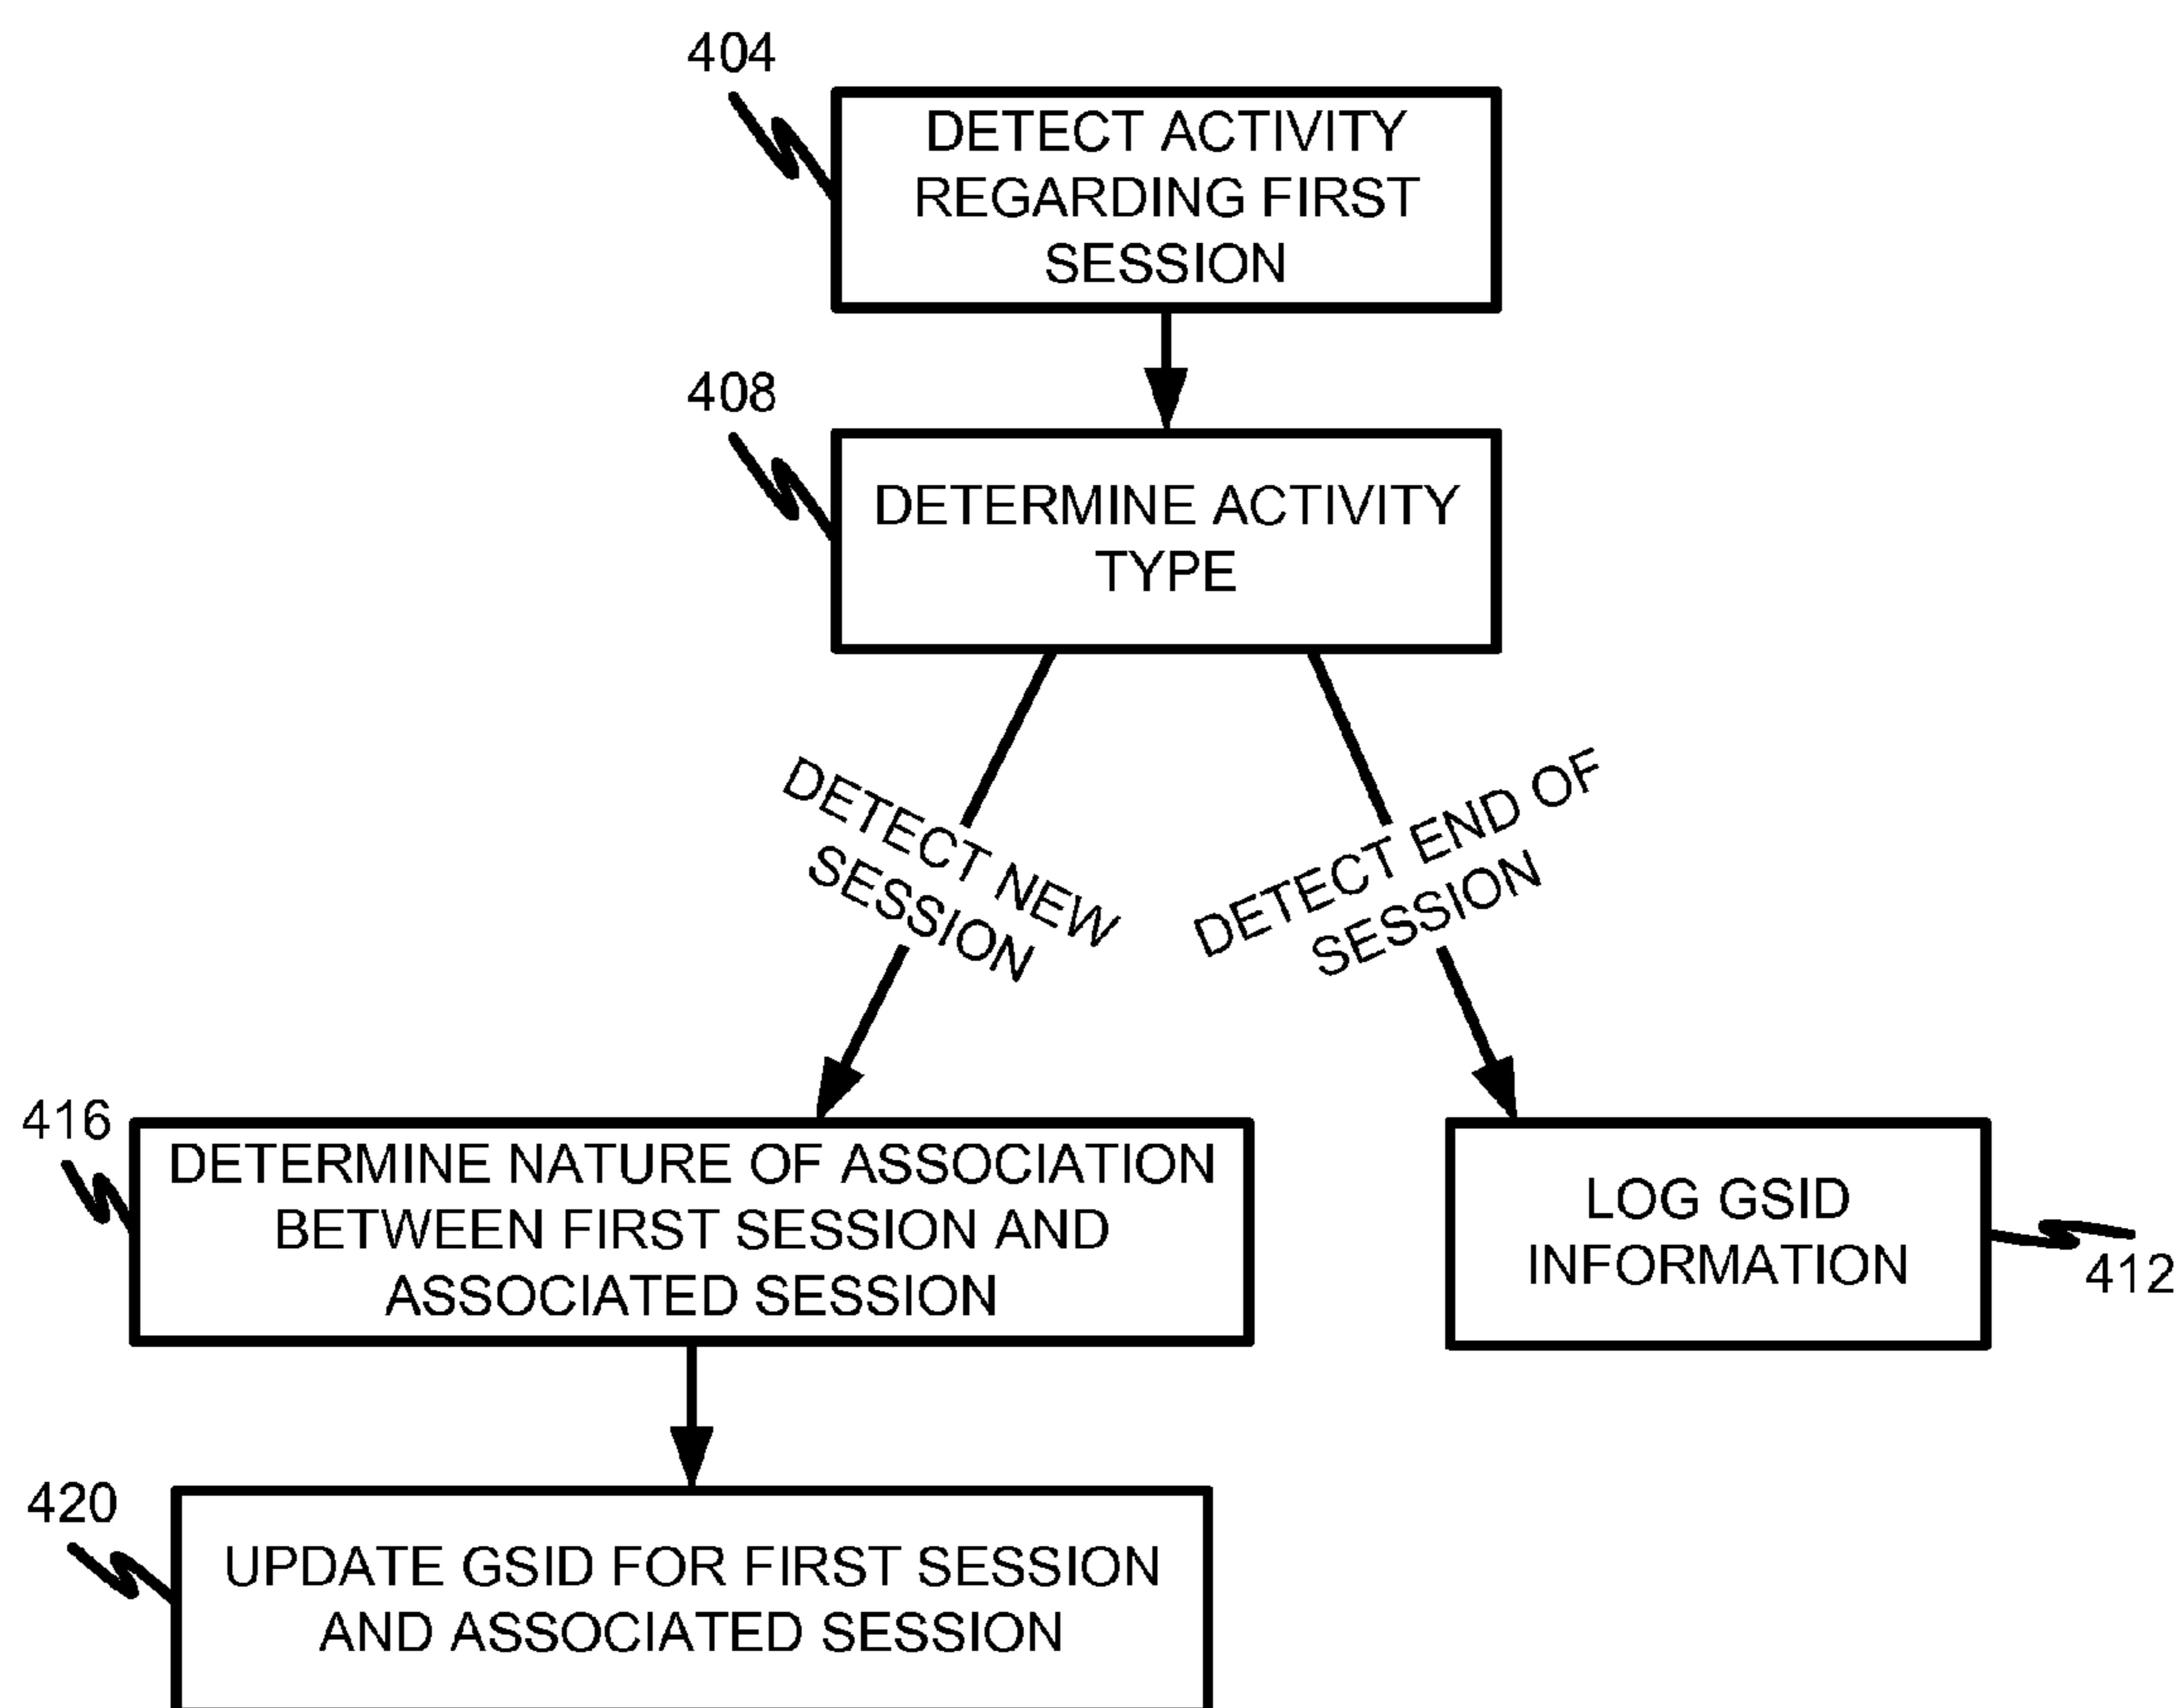 404
DETECT ACTIVITY
REGARDING FIRST
SESSION
408
DETERMINE ACTIVITY
TYPE
DETECT NEW
SESSION
DETECT END OF
SESSION
416
DETERMINE NATURE OF ASSOCIATION
BETWEEN FIRST SESSION AND
ASSOCIATED SESSION
LOG GSID
INFORMATION
412
420
UPDATE GSID FOR FIRST SESSION
AND ASSOCIATED SESSION